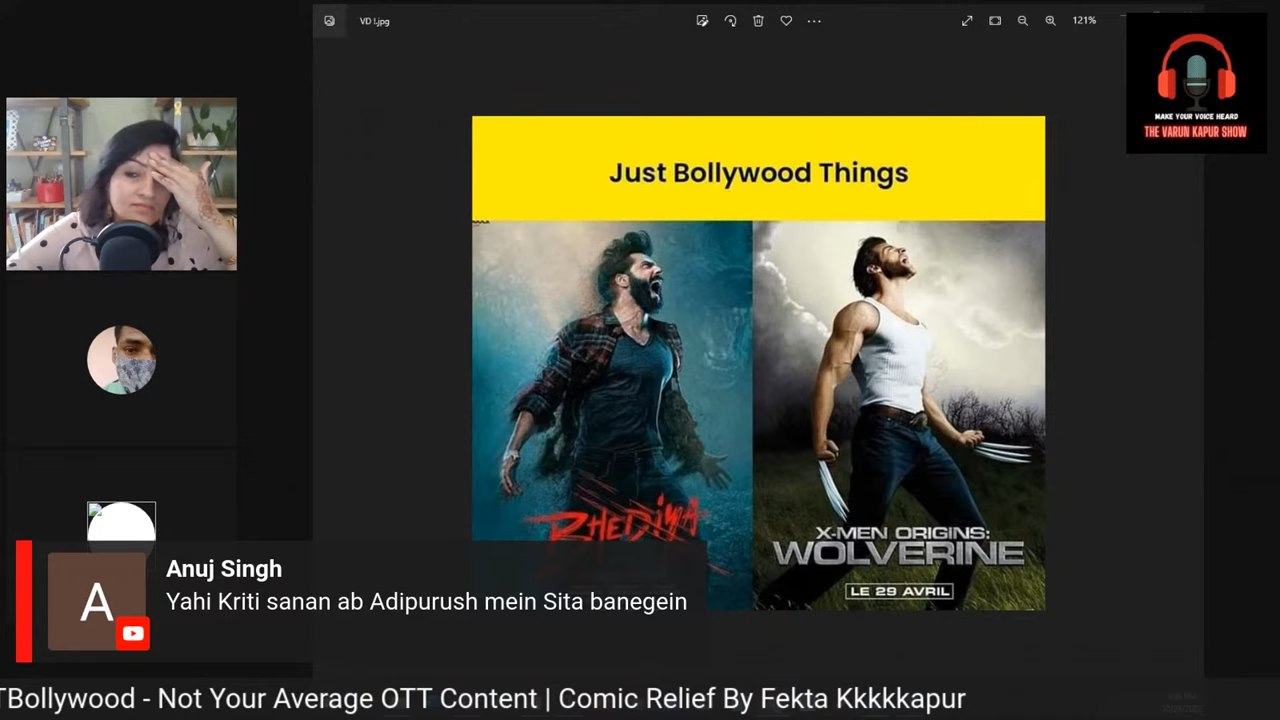 VD !.jpg
121%
MAKE YOUR VOICE HEARD
THE VARUN KAPUR SHOW
Just Bollywood Things
BHEDIYA
X-MEN ORIGINS:
WOLVERINE
LE 29 AVRIL
A
Anuj Singh
Yahi Kriti sanan ab Adipurush mein Sita banegein
TBollywood - Not Your Average OTT Content | Comic Relief By Fekta Kkkkkapur